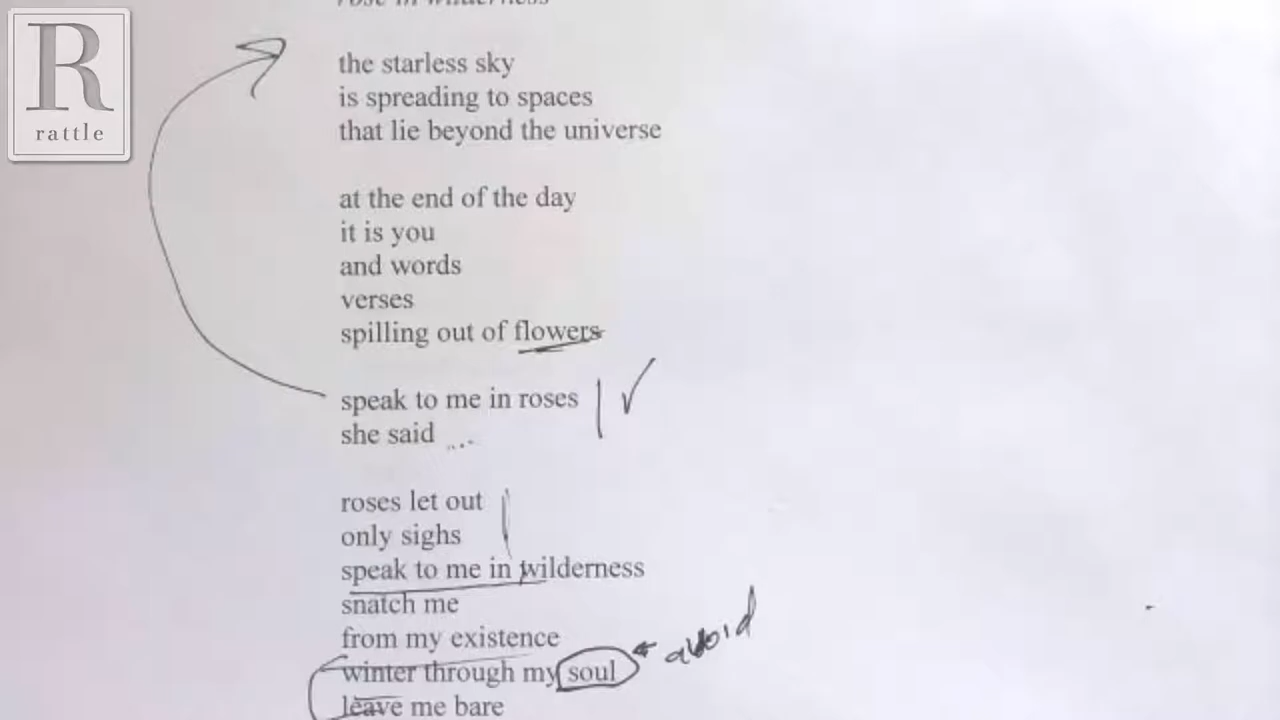 R
rattle
rose in wilderness
the starless sky
is spreading to spaces
that lie beyond the universe
at the end of the day
it is you
and words
verses
spilling out of flowers
speak to me in roses
she said ...
roses let out
only sighs
speak to me in wilderness
snatch me
from my existence
winter through my soul
avoid
leave me bare